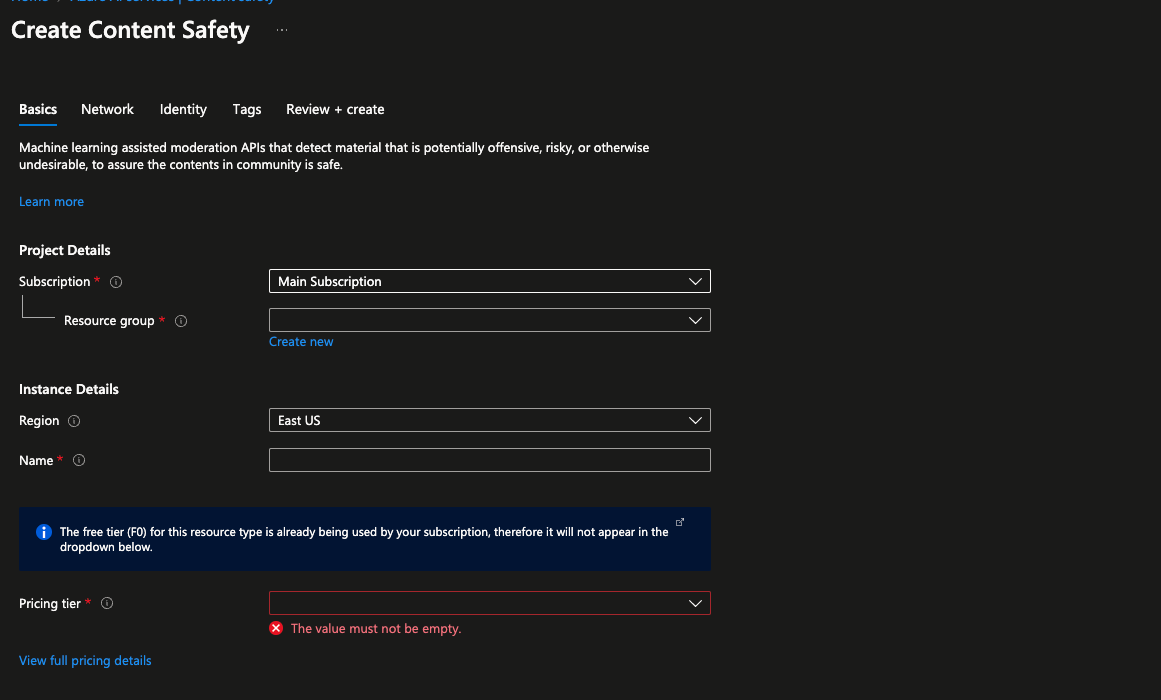 Create Content Safety ...
Basics Network Identity Tags Review + create
Machine learning assisted moderation APIs that detect material that is potentially offensive, risky, or otherwise
undesirable, to assure the contents in community is safe.
Learn more
Project Details
Subscription *
Main Subscription
Resource group *
Create new
Instance Details
Region
East US
Name *
The free tier (F0) for this resource type is already being used by your subscription, therefore it will not appear in the
dropdown below.
Pricing tier *
The value must not be empty.
View full pricing details